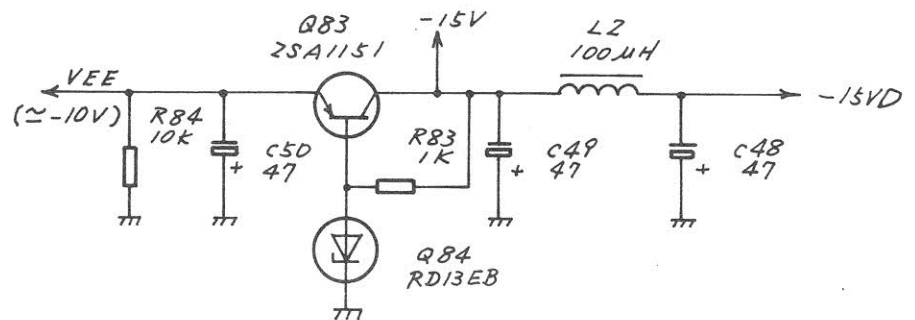 Q83
2SA1151
-15V
L2
100μH
VEE
(≃-10V)
R84
10K
C50
47
+
R83
1K
C49
47
+
C48
47
+
-15VD
Q84
RD13EB